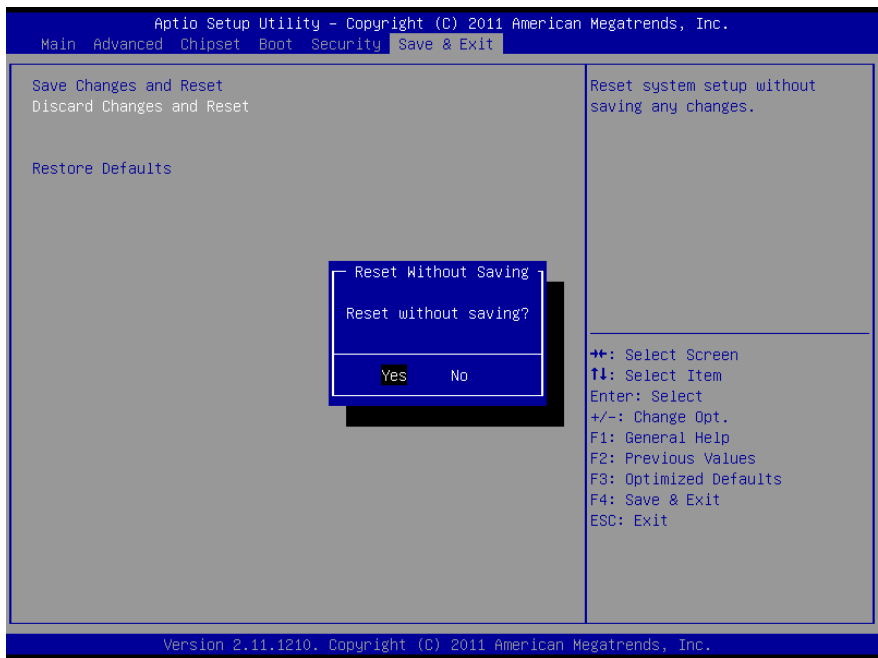 Aptio Setup Utility – Copyright (C) 2011 American Megatrends, Inc.
Main Advanced Chipset Boot Security Save & Exit
Save Changes and Reset
Discard Changes and Reset
Restore Defaults
Reset system setup without
saving any changes.
Reset Without Saving
Reset without saving?
Yes No
→←: Select Screen
↑↓: Select Item
Enter: Select
+/-: Change Opt.
F1: General Help
F2: Previous Values
F3: Optimized Defaults
F4: Save & Exit
ESC: Exit
Version 2.11.1210. Copyright (C) 2011 American Megatrends, Inc.